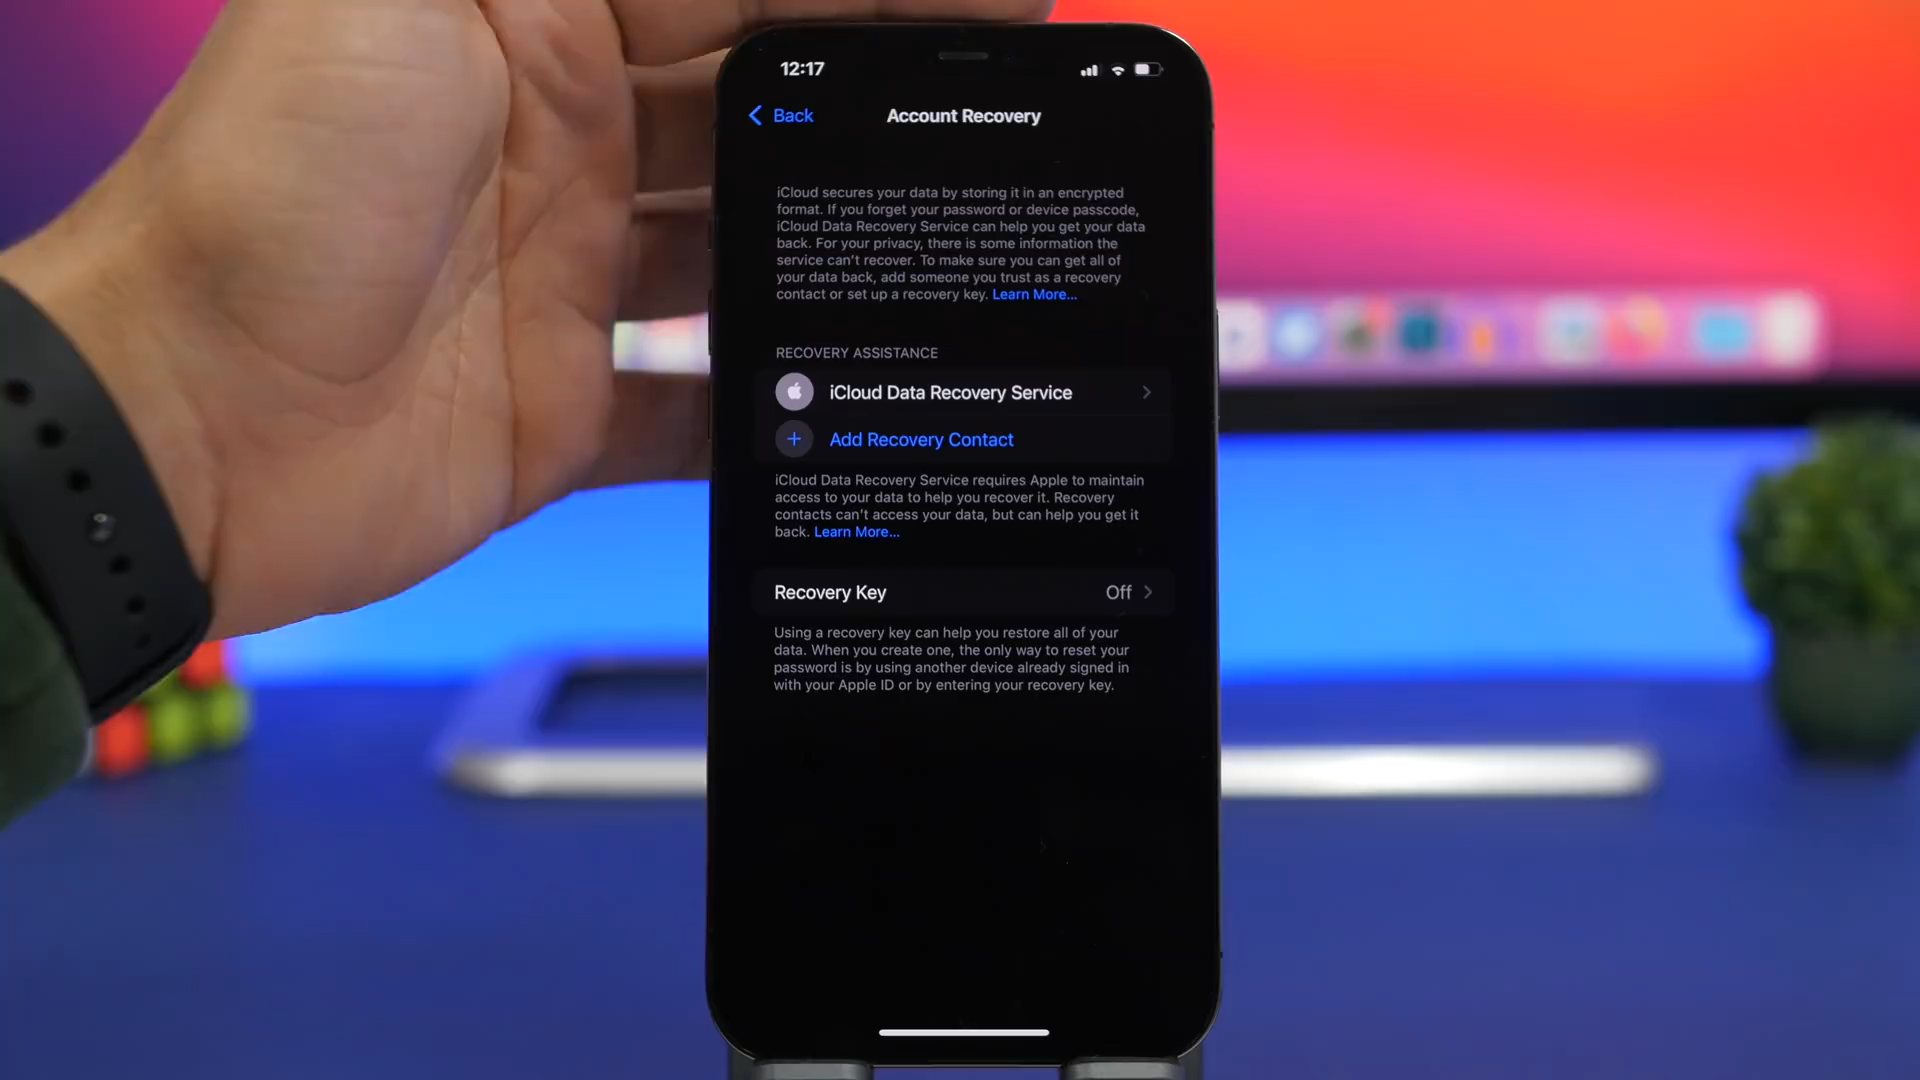 12:17
Back
Account Recovery
iCloud secures your data by storing it in an encrypted
format. If you forget your password or device passcode,
iCloud Data Recovery Service can help you get your data
back. For your privacy, there is some information the
service can't recover. To make sure you can get all of
your data back, add someone you trust as a recovery
contact or set up a recovery key. Learn More...
RECOVERY ASSISTANCE
iCloud Data Recovery Service
Add Recovery Contact
iCloud Data Recovery Service requires Apple to maintain
access to your data to help you recover it. Recovery
contacts can't access your data, but can help you get it
back. Learn More...
Recovery Key Off
Using a recovery key can help you restore all of your
data. When you create one, the only way to reset your
password is by using another device already signed in
with your Apple ID or by entering your recovery key.